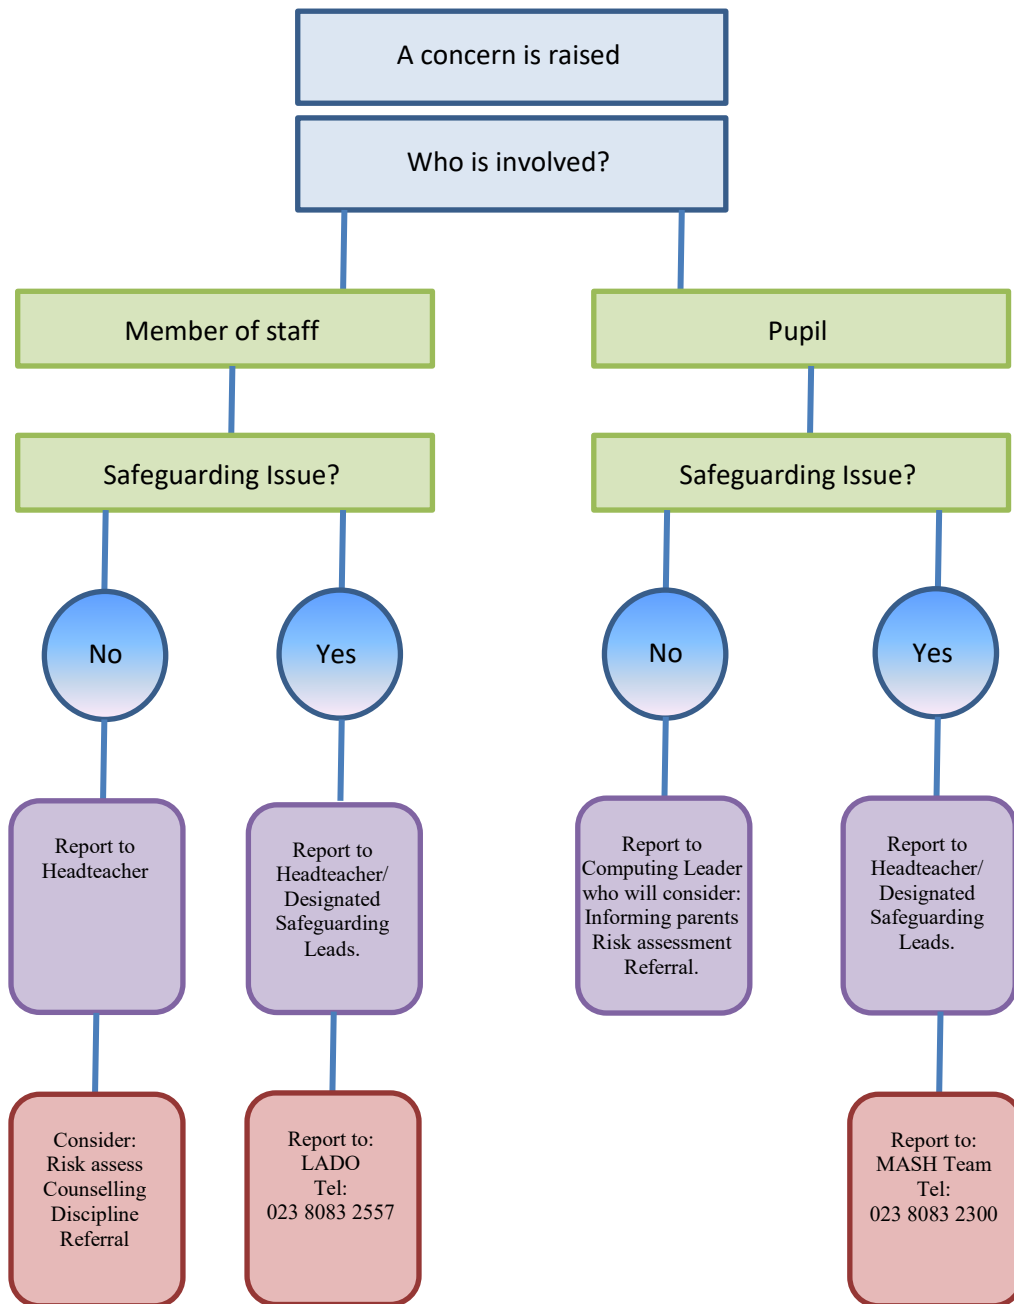 A concern is raised
Who is involved?
Member of staff
Pupil
Safeguarding Issue?
Safeguarding Issue?
No
Yes
No
Yes
Report to
Headteacher
Report to
Headteacher/
Designated
Safeguarding
Leads.
Report to
Computing Leader
who will consider:
Informing parents
Risk assessment
Referral.
Report to
Headteacher/
Designated
Safeguarding
Leads.
Consider:
Risk assess
Counselling
Discipline
Referral
Report to:
LADO
Tel:
023 8083 2557
Report to:
MASH Team
Tel:
023 8083 2300